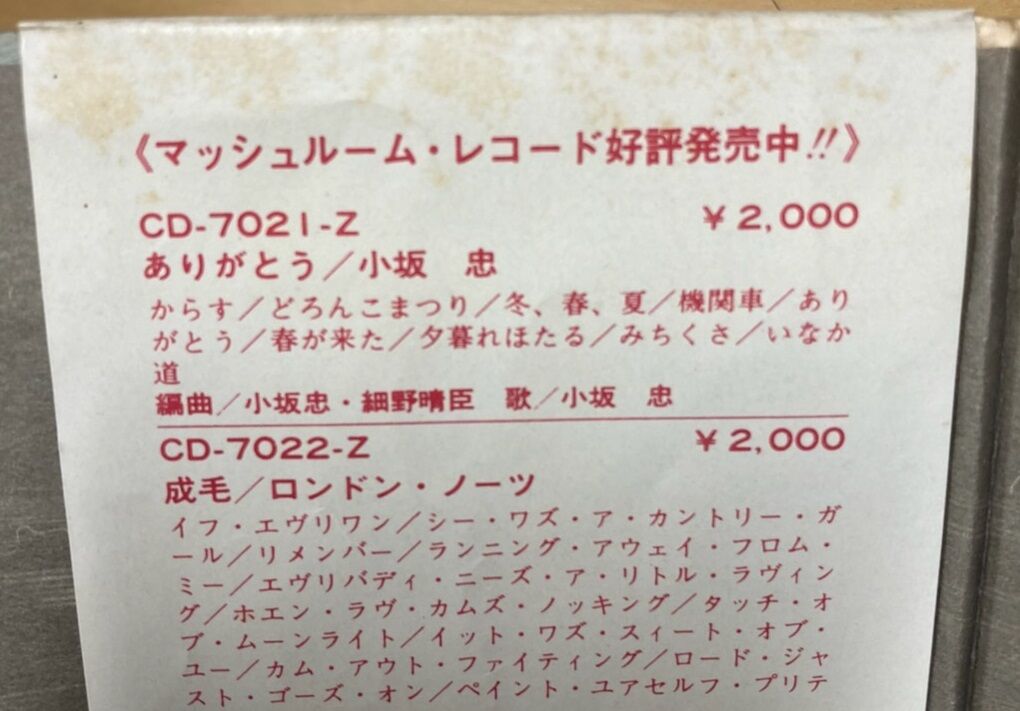 《マッシュルーム・レコード好評発売中!!》
CD-7021-Z ¥2,000
ありがとう/小坂 忠
からす/どろんこまつり/冬、春、夏/機関車/あり
がとう/春が来た/夕暮れほたる/みちくさ/いなか
道
編曲/小坂忠・細野晴臣 歌/小坂 忠
CD-7022-Z ¥2,000
成毛/ロンドン・ノーツ
イフ・エヴリワン/シー・ワズ・ア・カントリー・ガ
ール/リメンバー/ランニング・アウェイ・フロム・
ミー/エヴリバディ・ニーズ・ア・リトル・ラヴィン
グ/ホエン・ラヴ・カムズ・ノッキング/タッチ・オ
ブ・ムーンライト/イット・ワズ・スィート・オブ・
ユー/カム・アウト・ファイティング/ロード・ジャ
スト・ゴーズ・オン/ペイント・ユアセルフ・プリテ